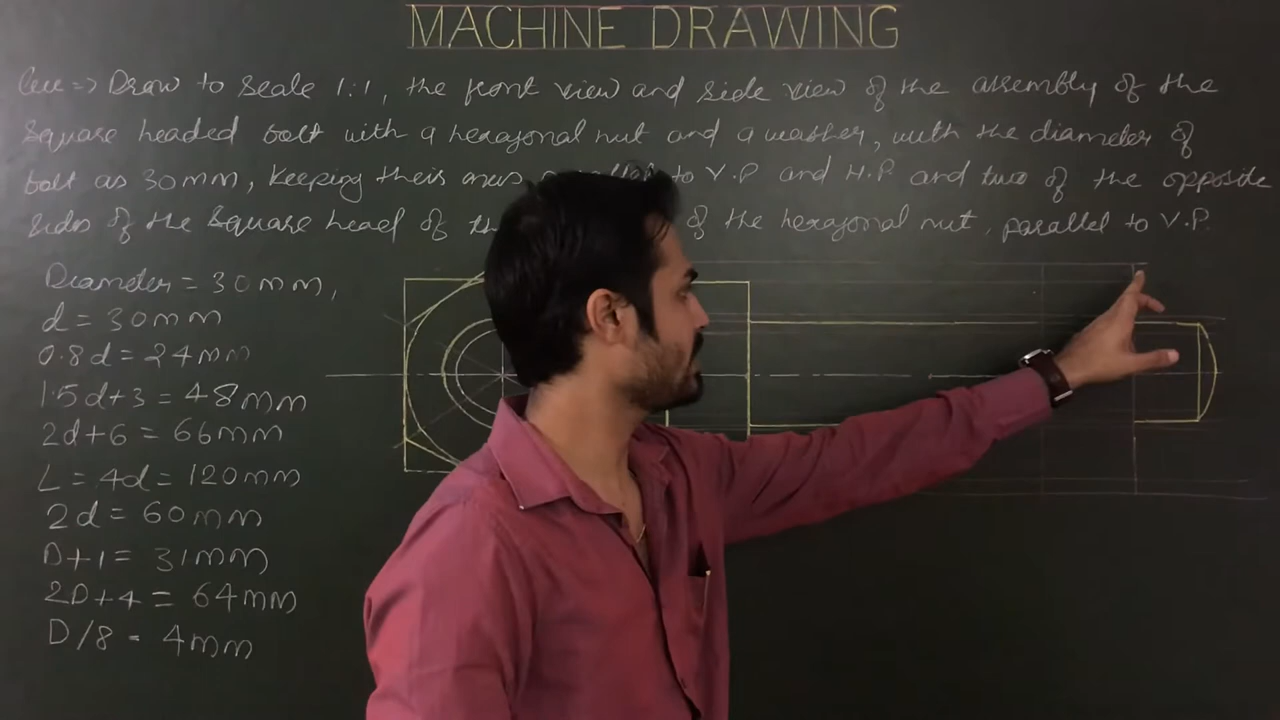 MACHINE DRAWING
Draw to Scale 1:1, the front view and side view of the assembly of the
Square headed bolt with a hexagonal nut and a washer, with the diameter of
bolt as 30MM, keeping their axes to V.P and H.P and two of the opposite
sides of the Square head of of the hexagonal nut, parallel to V.P.
Diameter = 30MM,
d = 30mm
0.8d = 24mm
1.5d+3 = 48mm
2d+6 = 66mm
L = 4d = 120mm
2d = 60mm
D+1 = 31mm
2D+4 = 64mm
D/8 = 4mm